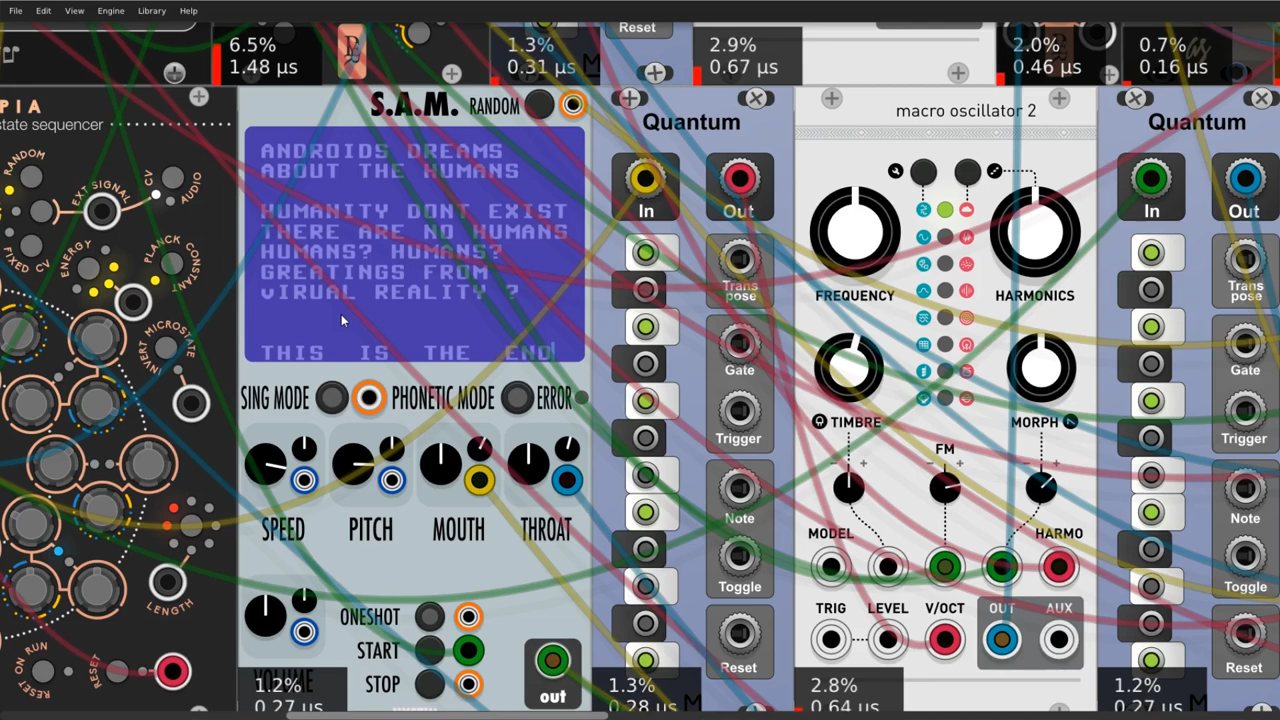 File Edit View Engine Library Help
6.5%
1.48 µs
1.3%
0.31 µs
Reset
2.9%
0.67 µs
2.0%
0.46 µs
0.7%
0.16 µs
PIA
state sequencer
RANDOM
EXT SIGNAL
CV
AUDIO
FIXED CV
ENERGY
PLANCK CONSTANT
INVERT
MICROSTATE
LENGTH
RESET ON RUN
RESET
S.A.M.
RANDOM
ANDROIDS DREAMS
ABOUT THE HUMANS
HUMANITY DONT EXIST
THERE ARE NO HUMANS
HUMANS? HUMANS?
GREATINGS FROM
vIRUAL REALITY ?
THIS IS THE END
SING MODE
PHONETIC MODE
ERROR
SPEED
PITCH
MOUTH
THROAT
VOLUME
ONESHOT
START
STOP
out
1.2%
0.27 µs
Quantum
In
Out
Trans
pose
Gate
Trigger
Note
Toggle
Reset
1.3%
0.28 µs
macro oscillator 2
FREQUENCY
HARMONICS
TIMBRE
MORPH
FM
MODEL
HARMO
TRIG
LEVEL
V/OCT
OUT
AUX
2.8%
0.64 µs
Quantum
In
Out
Trans
pose
Gate
Trigger
Note
Toggle
Reset
1.2%
0.27 µs